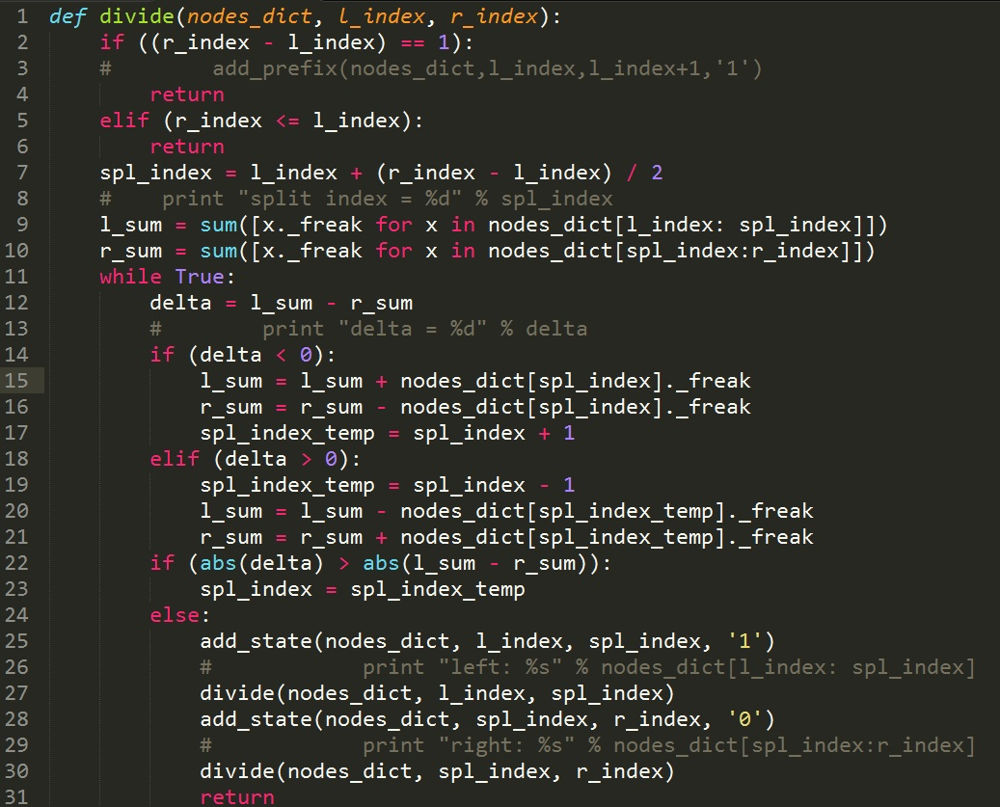 1 def divide(nodes_dict, l_index, r_index):
2     if ((r_index - l_index) == 1):
3     #        add_prefix(nodes_dict,l_index,l_index+1,'1')
4         return
5     elif (r_index <= l_index):
6         return
7     spl_index = l_index + (r_index - l_index) / 2
8     #    print "split index = %d" % spl_index
9     l_sum = sum([x._freak for x in nodes_dict[l_index: spl_index]])
10     r_sum = sum([x._freak for x in nodes_dict[spl_index:r_index]])
11     while True:
12         delta = l_sum - r_sum
13         #        print "delta = %d" % delta
14         if (delta < 0):
15             l_sum = l_sum + nodes_dict[spl_index]._freak
16             r_sum = r_sum - nodes_dict[spl_index]._freak
17             spl_index_temp = spl_index + 1
18         elif (delta > 0):
19             spl_index_temp = spl_index - 1
20             l_sum = l_sum - nodes_dict[spl_index_temp]._freak
21             r_sum = r_sum + nodes_dict[spl_index_temp]._freak
22         if (abs(delta) > abs(l_sum - r_sum)):
23             spl_index = spl_index_temp
24         else:
25             add_state(nodes_dict, l_index, spl_index, '1')
26             #            print "left: %s" % nodes_dict[l_index: spl_index]
27             divide(nodes_dict, l_index, spl_index)
28             add_state(nodes_dict, spl_index, r_index, '0')
29             #            print "right: %s" % nodes_dict[spl_index:r_index]
30             divide(nodes_dict, spl_index, r_index)
31             return